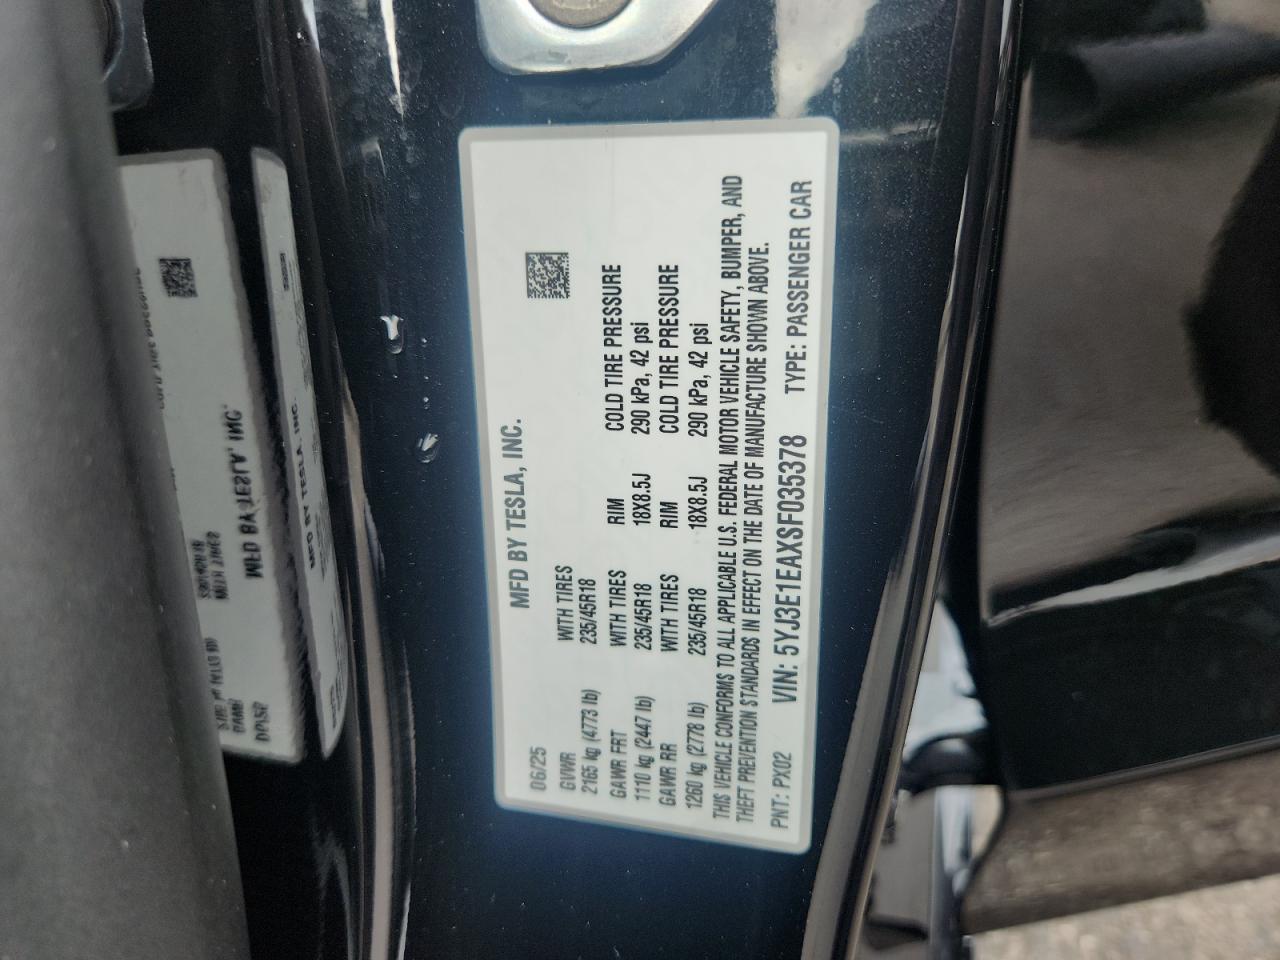 MFD BY TESLA, INC.
06/25
GVWR WITH TIRES
2165 kg (4773 lb) 235/45R18
GAWR FRT WITH TIRES RIM COLD TIRE PRESSURE
1110 kg (2447 lb) 235/45R18 18X8.5J 290 kPa, 42 psi
GAWR RR WITH TIRES RIM COLD TIRE PRESSURE
1260 kg (2778 lb) 235/45R18 18X8.5J 290 kPa, 42 psi
THIS VEHICLE CONFORMS TO ALL APPLICABLE U.S. FEDERAL MOTOR VEHICLE SAFETY, BUMPER, AND
THEFT PREVENTION STANDARDS IN EFFECT ON THE DATE OF MANUFACTURE SHOWN ABOVE.
PNT: PX02 VIN: 5YJ3E1EAXSF035378 TYPE: PASSENGER CAR
MFD BY TESLA, INC.
MFD BY TESLA, INC.